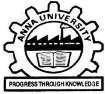 ANNA UNIVERSITY
PROGRESS THROUGH KNOWLEDGE